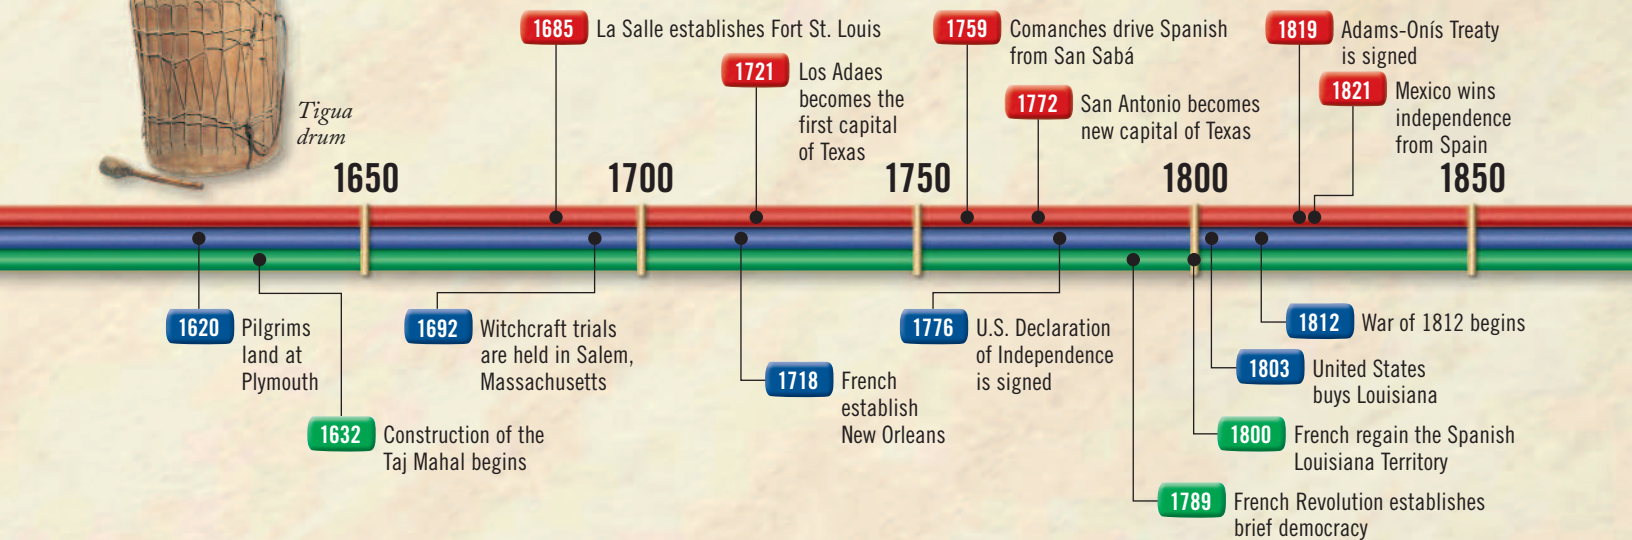 1685 La Salle establishes Fort St. Louis
1721 Los Adaes
becomes the
first capital
of Texas
1759 Comanches drive Spanish
from San Sabá
1772 San Antonio becomes
new capital of Texas
1819 Adams-Onís Treaty
is signed
1821 Mexico wins
independence
from Spain
Tigua
drum
1650 1700 1750 1800 1850
1620 Pilgrims
land at
Plymouth
1632 Construction of the
Taj Mahal begins
1692 Witchcraft trials
are held in Salem,
Massachusetts
1718 French
establish
New Orleans
1776 U.S. Declaration
of Independence
is signed
1812 War of 1812 begins
1803 United States
buys Louisiana
1800 French regain the Spanish
Louisiana Territory
1789 French Revolution establishes
brief democracy